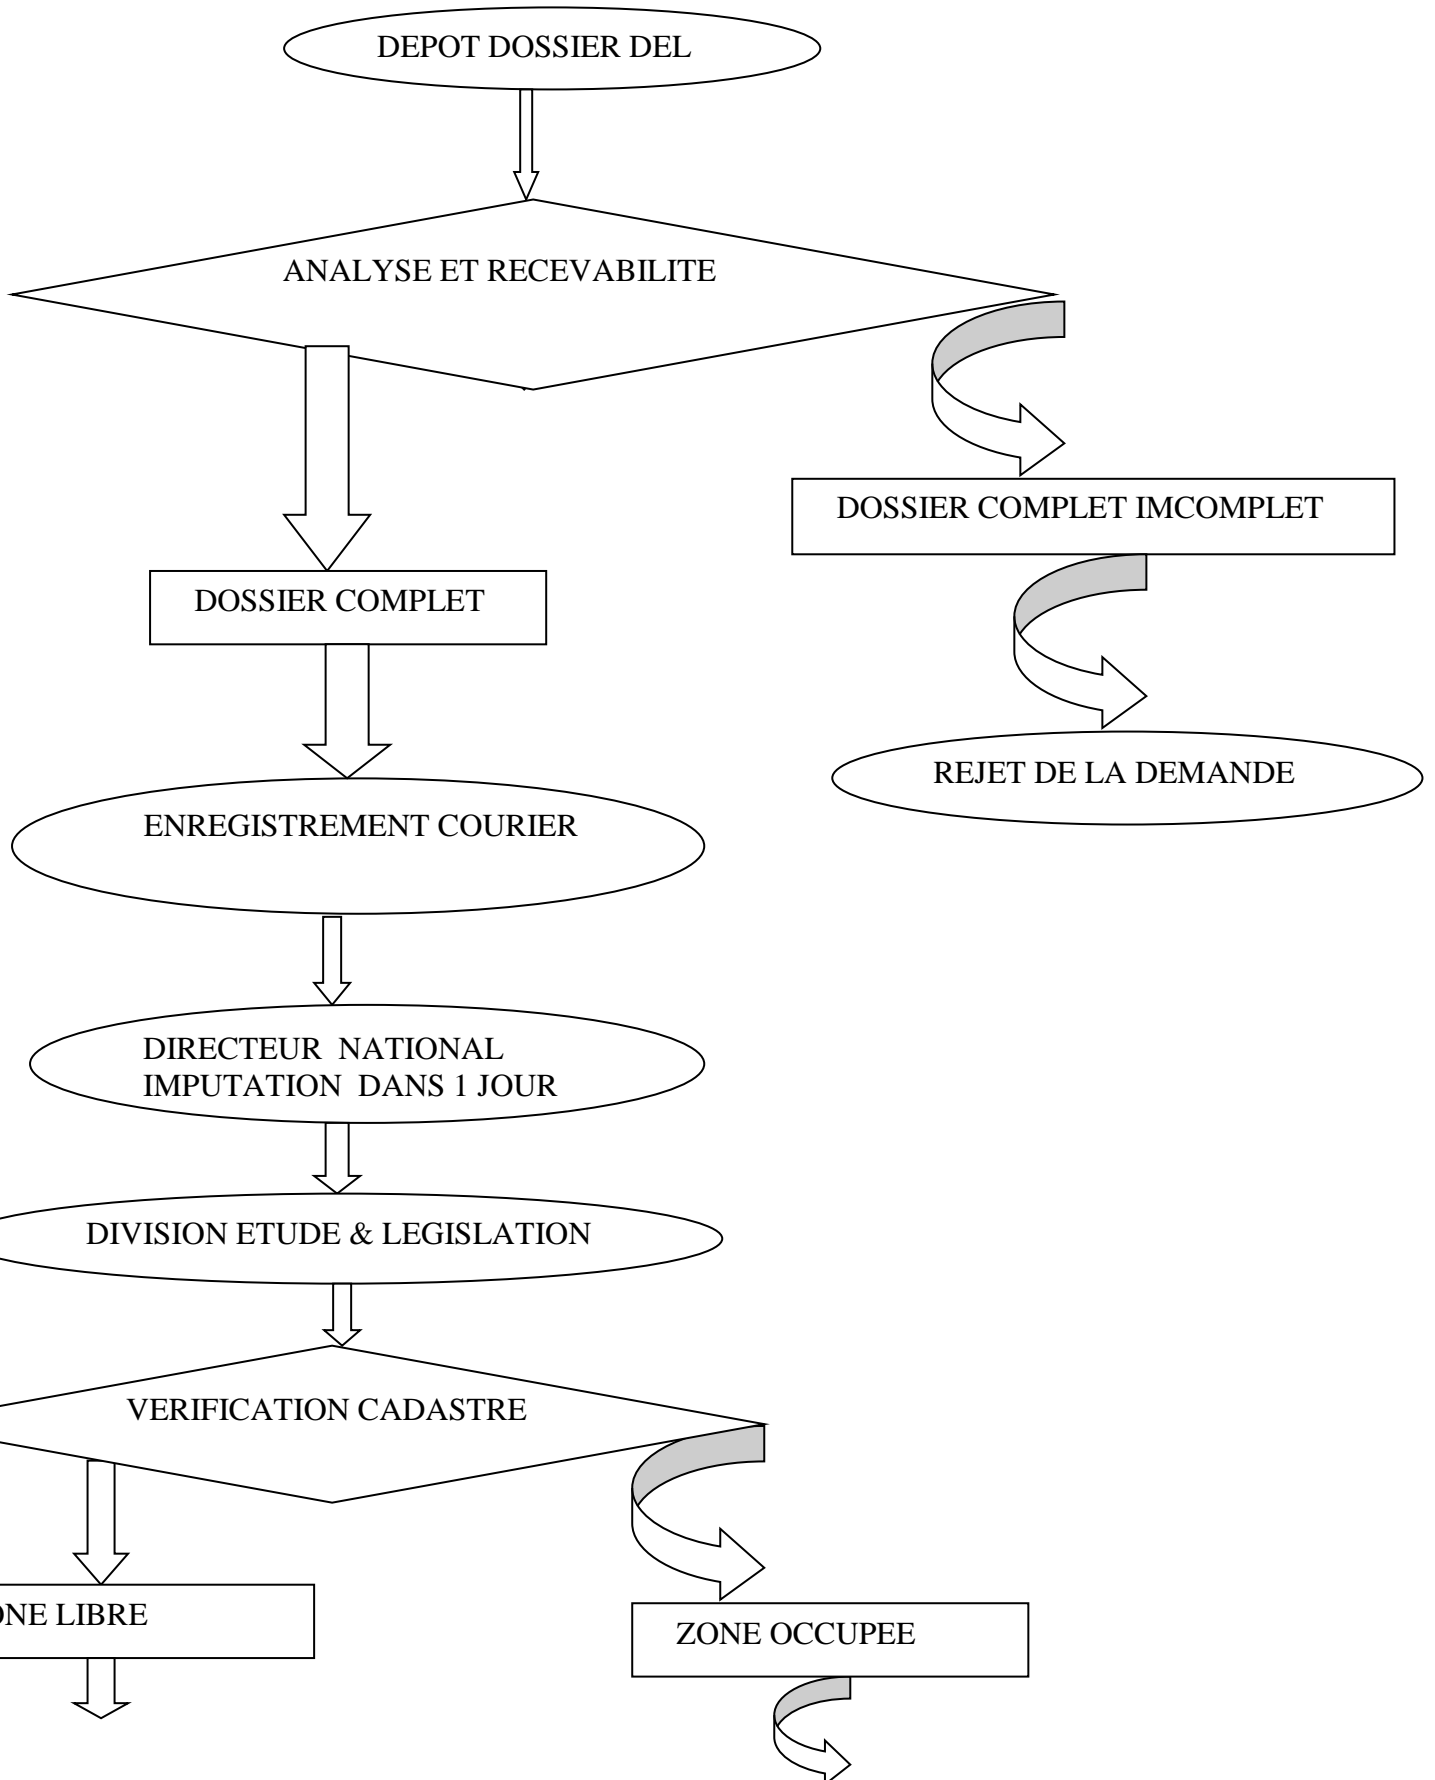 DEPOT DOSSIER DEL
ANALYSE ET RECEVABILITE
DOSSIER COMPLET IMCOMPLET
DOSSIER COMPLET
REJET DE LA DEMANDE
ENREGISTREMENT COURIER
DIRECTEUR NATIONAL
IMPUTATION DANS 1 JOUR
DIVISION ETUDE & LEGISLATION
VERIFICATION CADASTRE
ONE LIBRE
ZONE OCCUPEE